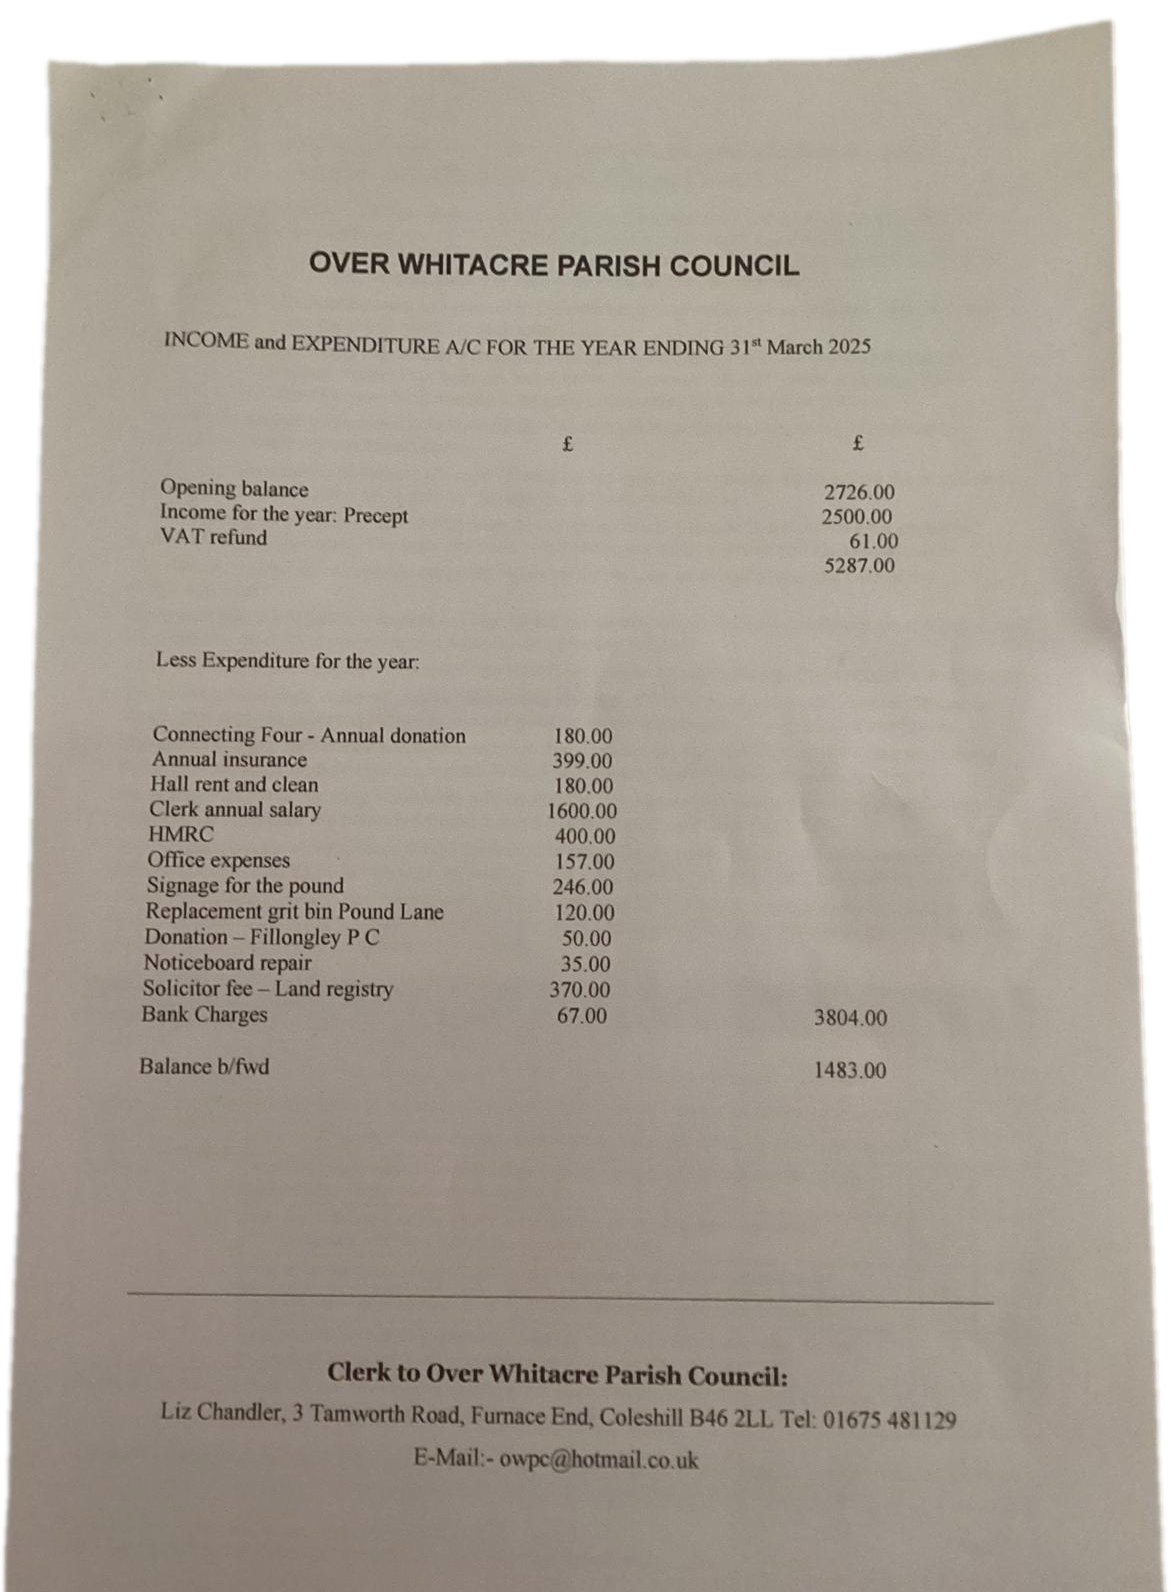 OVER WHITACRE PARISH COUNCIL
INCOME and EXPENDITURE A/C FOR THE YEAR ENDING 31st March 2025
£ £
Opening balance 2726.00
Income for the year: Precept 2500.00
VAT refund 61.00
5287.00
Less Expenditure for the year:
Connecting Four - Annual donation 180.00
Annual insurance 399.00
Hall rent and clean 180.00
Clerk annual salary 1600.00
HMRC 400.00
Office expenses 157.00
Signage for the pound 246.00
Replacement grit bin Pound Lane 120.00
Donation – Fillongley P C 50.00
Noticeboard repair 35.00
Solicitor fee – Land registry 370.00
Bank Charges 67.00 3804.00
Balance b/fwd 1483.00
Clerk to Over Whitacre Parish Council:
Liz Chandler, 3 Tamworth Road, Furnace End, Coleshill B46 2LL Tel: 01675 481129
E-Mail:- owpc@hotmail.co.uk